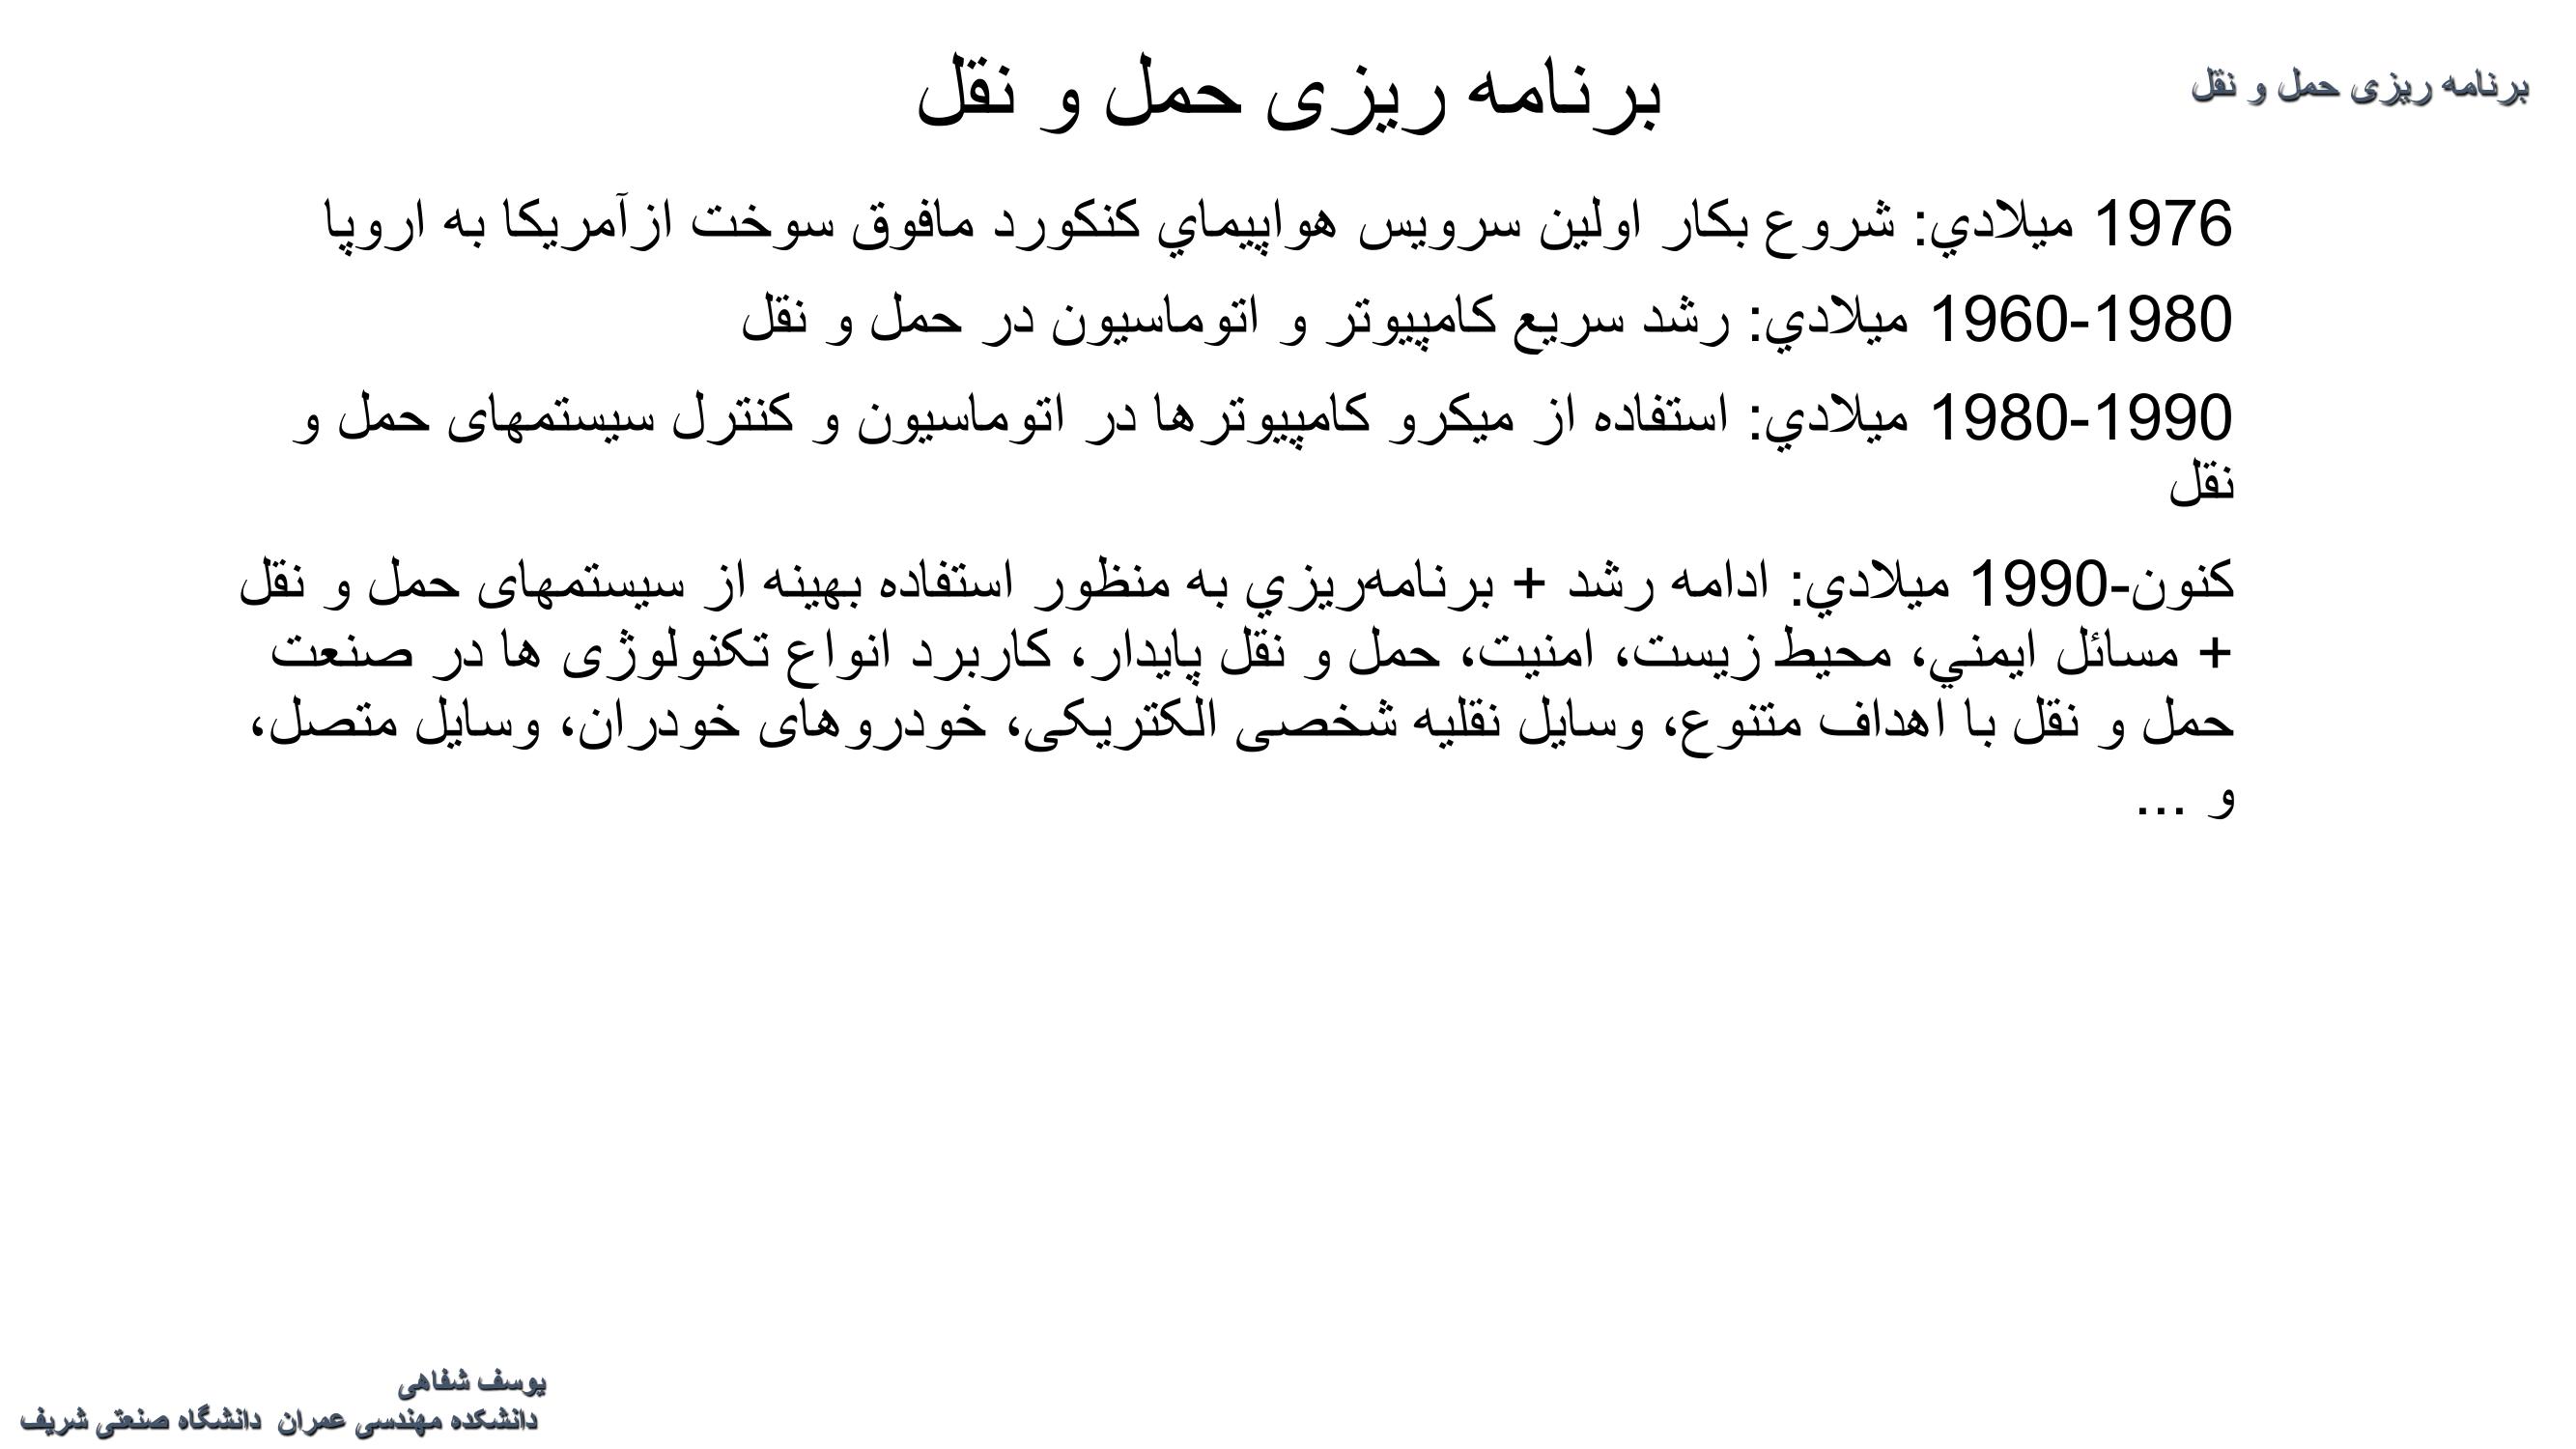 برنامه ریزی حمل و نقل
برنامه ریزی حمل و نقل
1976 ميلادي: شروع بكار اولين سرويس هواپيماي كنكورد مافوق سوخت ازآمريكا به اروپا
1960-1980 ميلادي: رشد سريع كامپيوتر و اتوماسيون در حمل و نقل
1980-1990 ميلادي: استفاده از ميكرو كامپيوترها در اتوماسيون و كنترل سيستمهای حمل و
نقل
کنون-1990 ميلادي: ادامه رشد + برنامه‌ريزي به منظور استفاده بهينه از سيستمهای حمل و نقل
+ مسائل ايمني، محيط زيست، امنيت، حمل و نقل پايدار، كاربرد انواع تكنولوژی ها در صنعت
حمل و نقل با اهداف متنوع، وسایل نقلیه شخصی الکتریکی، خودروهای خودران، وسایل متصل،
و ...
یوسف شفاهی
دانشکده مهندسی عمران دانشگاه صنعتی شریف